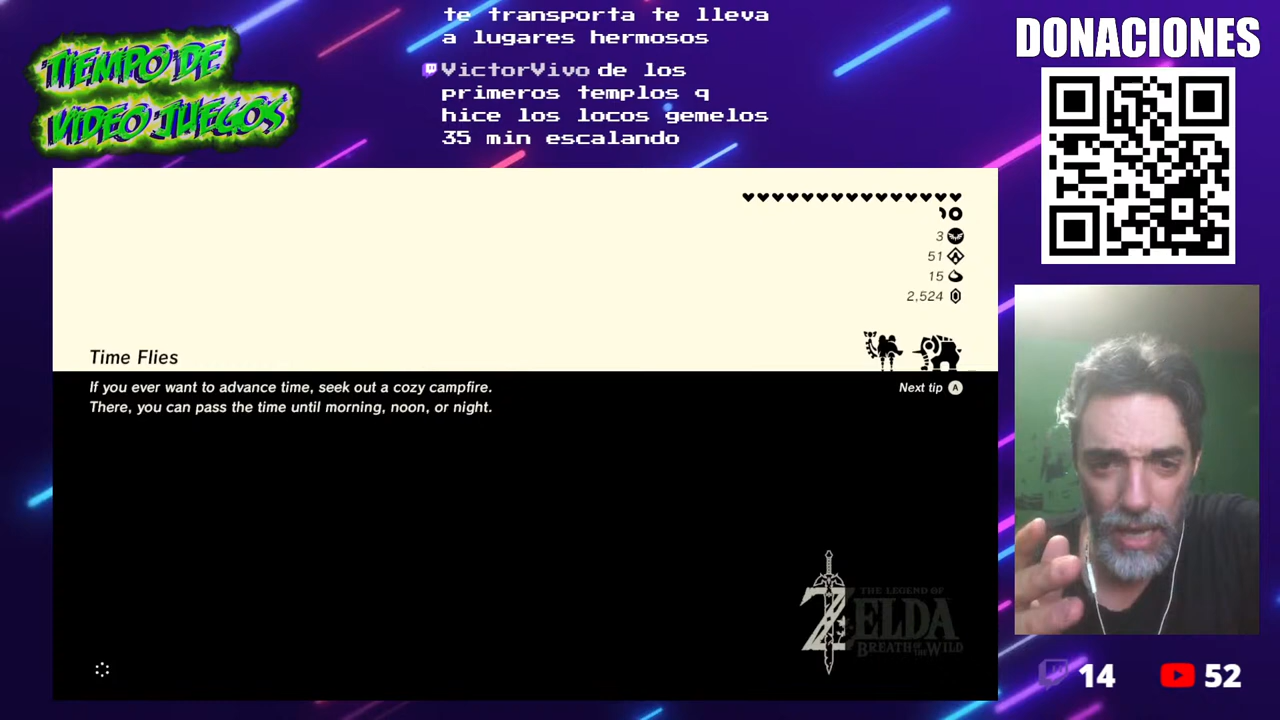 TIEMPO DE
VIDEO JUEGOS
te transporta te lleva
a lugares hermosos
VictorVivo de los
primeros templos q
hice los locos gemelos
35 min escalando
DONACIONES
3
51
15
2,524
Time Flies
If you ever want to advance time, seek out a cozy campfire.
There, you can pass the time until morning, noon, or night.
Next tip A
THE LEGEND OF
ZELDA
BREATH OF THE WILD
14
52